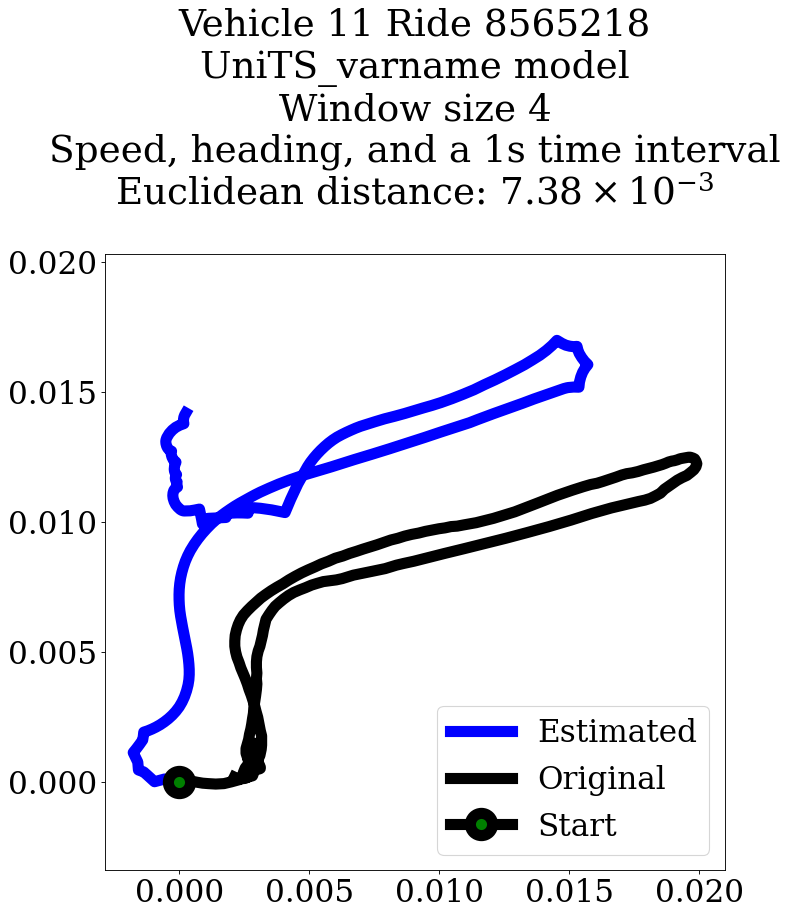 Vehicle 11 Ride 8565218
UniTS_varname model
Window size 4
Speed, heading, and a 1s time interval
Euclidean distance: 7.38 × 10⁻³
0.020
0.015
0.010
0.005
0.000
Estimated
Original
Start
0.000 0.005 0.010 0.015 0.020